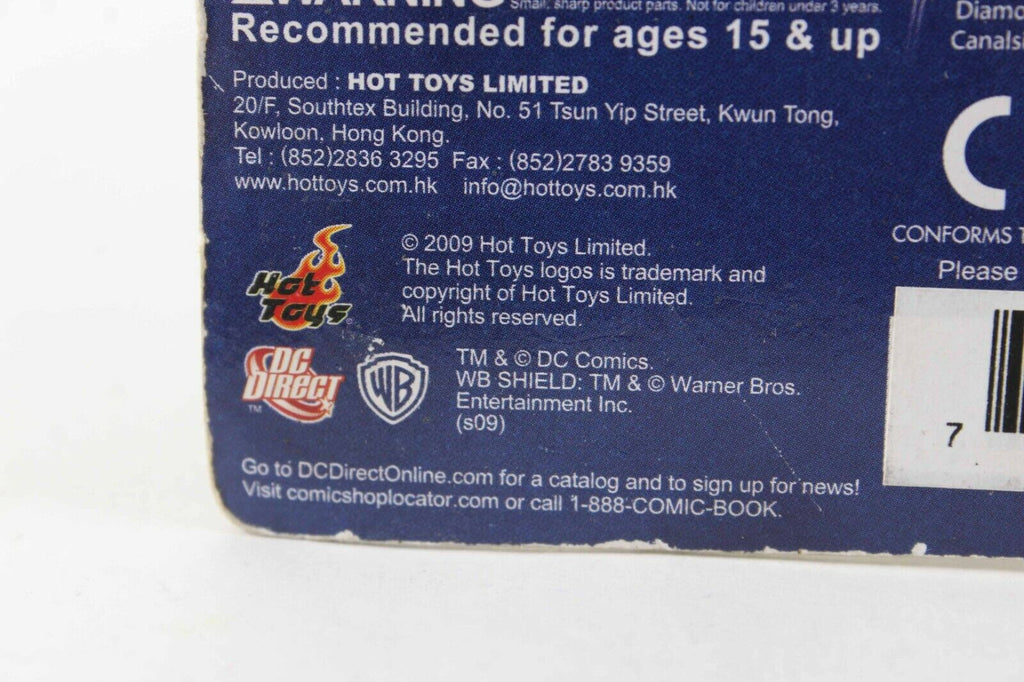 WARNING Small, sharp product parts. Not for children under 3 years.
Recommended for ages 15 & up
Produced : HOT TOYS LIMITED
20/F, Southtex Building, No. 51 Tsun Yip Street, Kwun Tong,
Kowloon, Hong Kong.
Tel : (852)2836 3295 Fax : (852)2783 9359
www.hottoys.com.hk info@hottoys.com.hk
Hot
Toys
© 2009 Hot Toys Limited.
The Hot Toys logos is trademark and
copyright of Hot Toys Limited.
All rights reserved.
DC
DIRECT
TM
WB
TM & © DC Comics.
WB SHIELD: TM & © Warner Bros.
Entertainment Inc.
(s09)
Go to DCDirectOnline.com for a catalog and to sign up for news!
Visit comicshoplocator.com or call 1-888-COMIC-BOOK.
Diamo
Canalsi
CE
CONFORMS T
Please
7